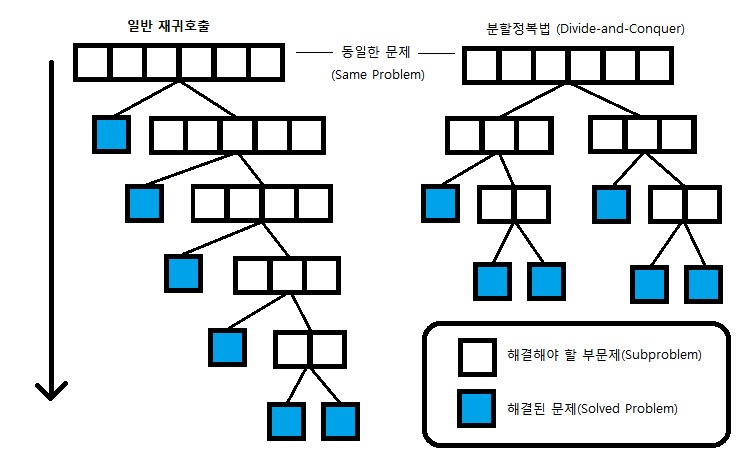 일반 재귀호출
동일한 문제
(Same Problem)
분할정복법 (Divide-and-Conquer)
해결해야 할 부문제(Subproblem)
해결된 문제(Solved Problem)